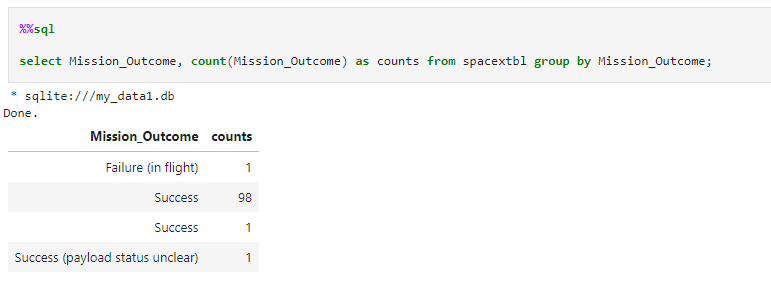 %%sql
select Mission_Outcome, count(Mission_Outcome) as counts from spacextbl group by Mission_Outcome;
* sqlite:///my_data1.db
Done.
Mission_Outcome counts
Failure (in flight) 1
Success 98
Success 1
Success (payload status unclear) 1